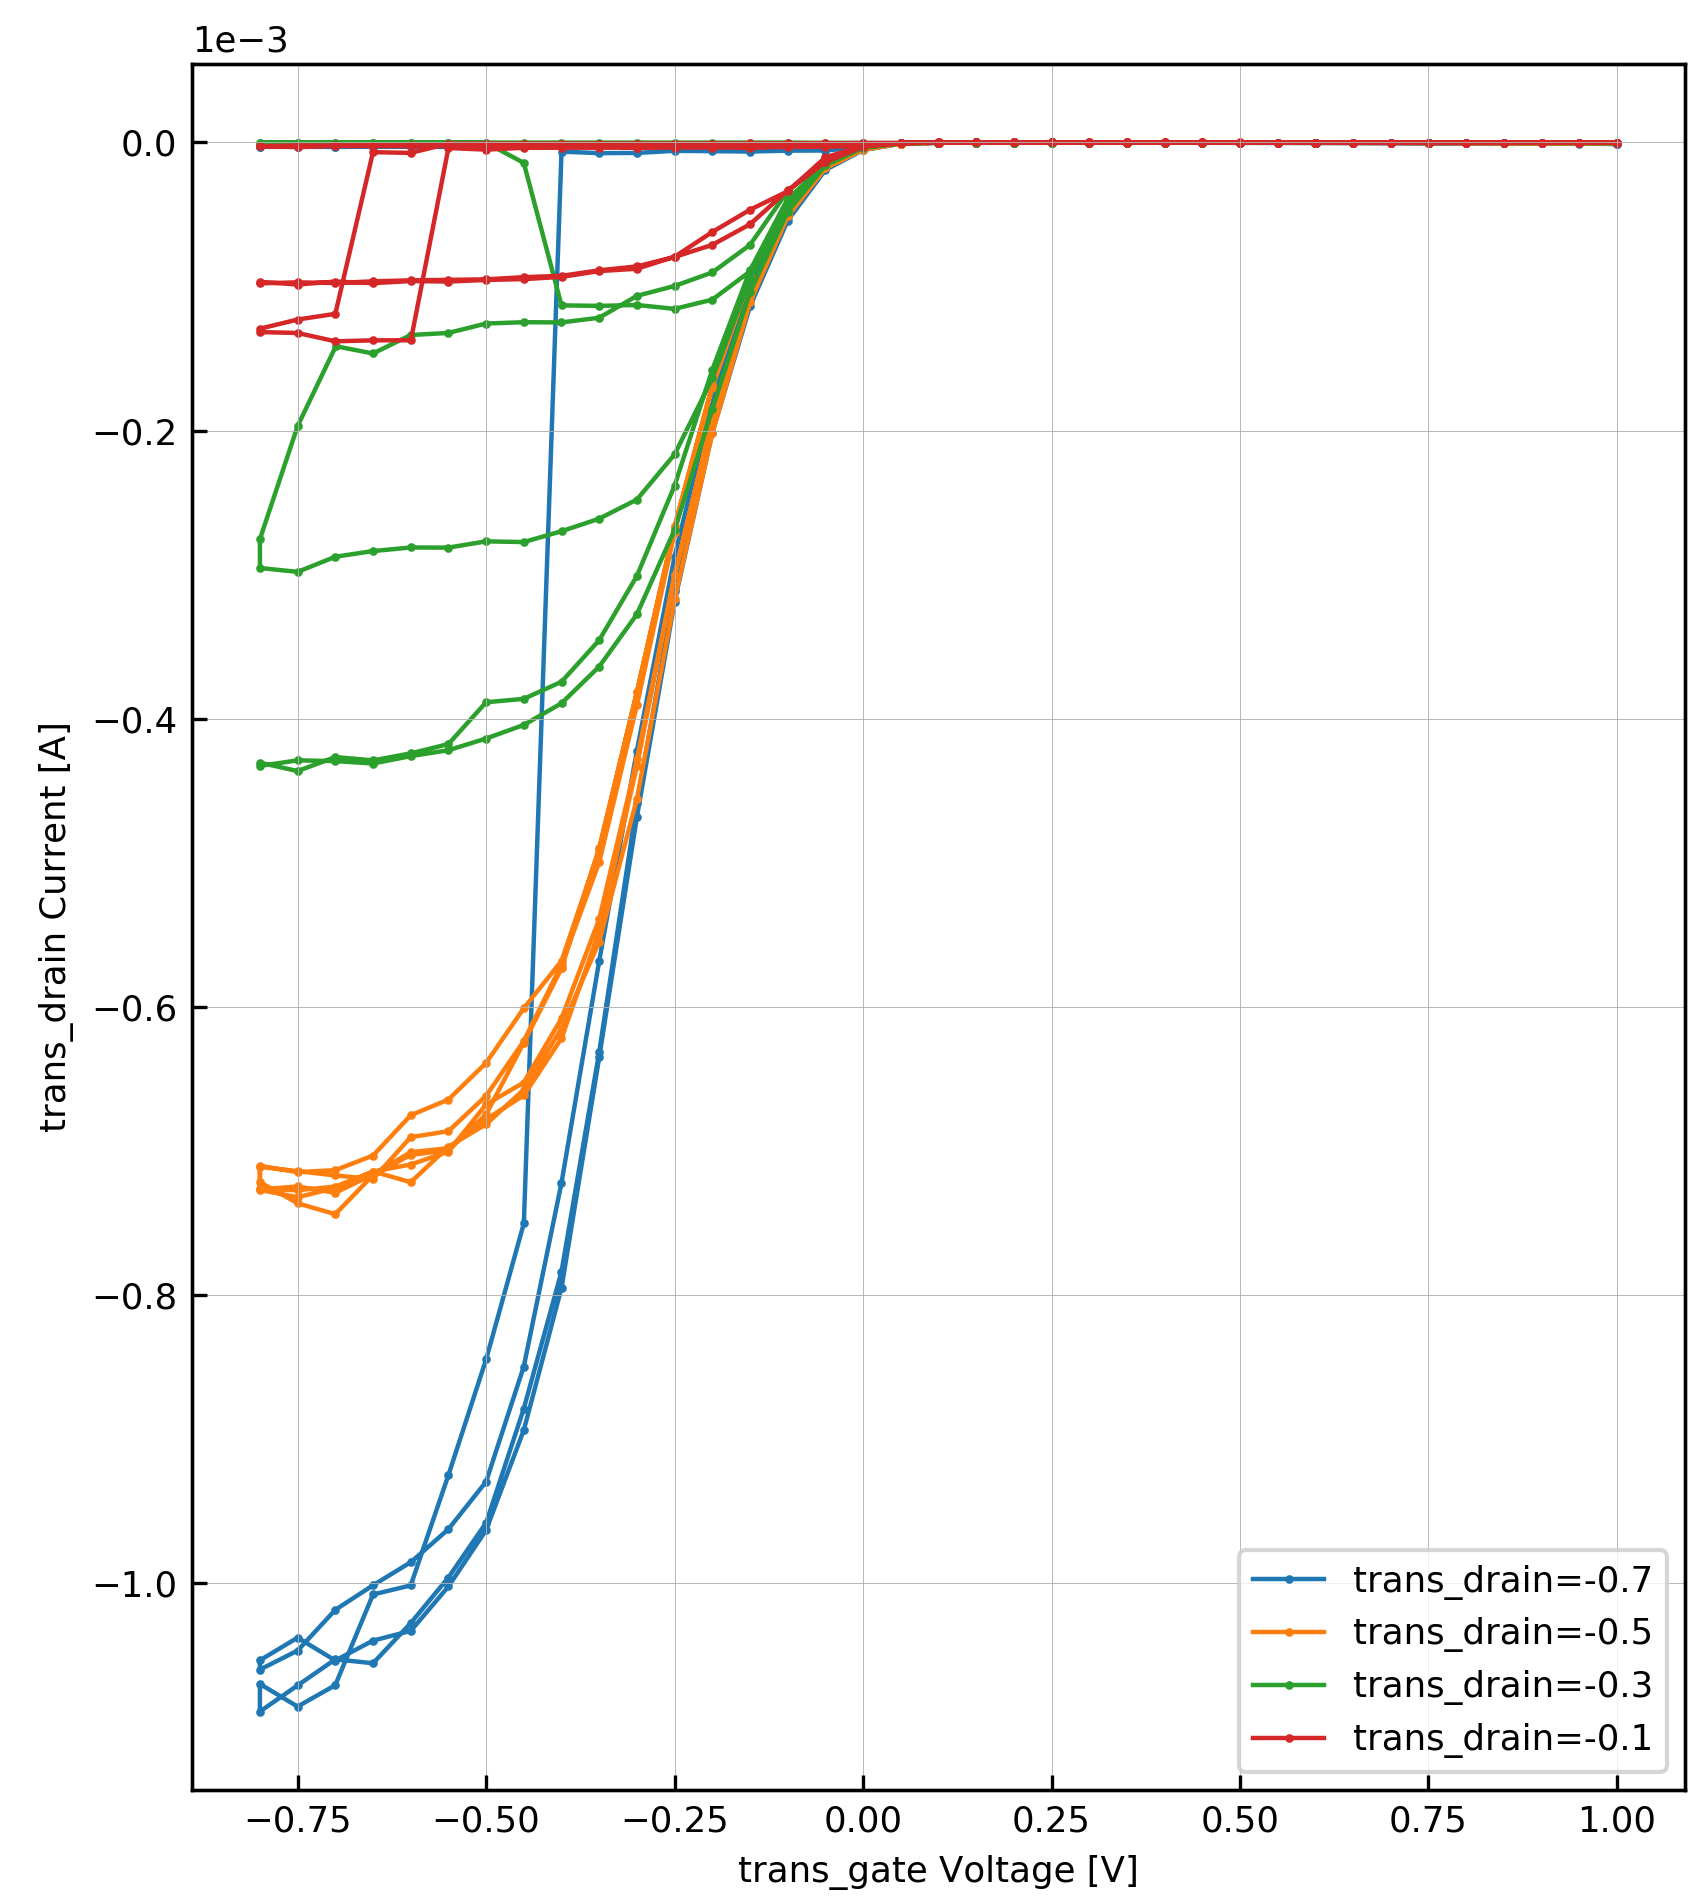 1e−3
0.0
−0.2
−0.4
−0.6
−0.8
−1.0
trans_drain Current [A]
−0.75
−0.50
−0.25
0.00
0.25
0.50
0.75
1.00
trans_gate Voltage [V]
trans_drain=-0.7
trans_drain=-0.5
trans_drain=-0.3
trans_drain=-0.1